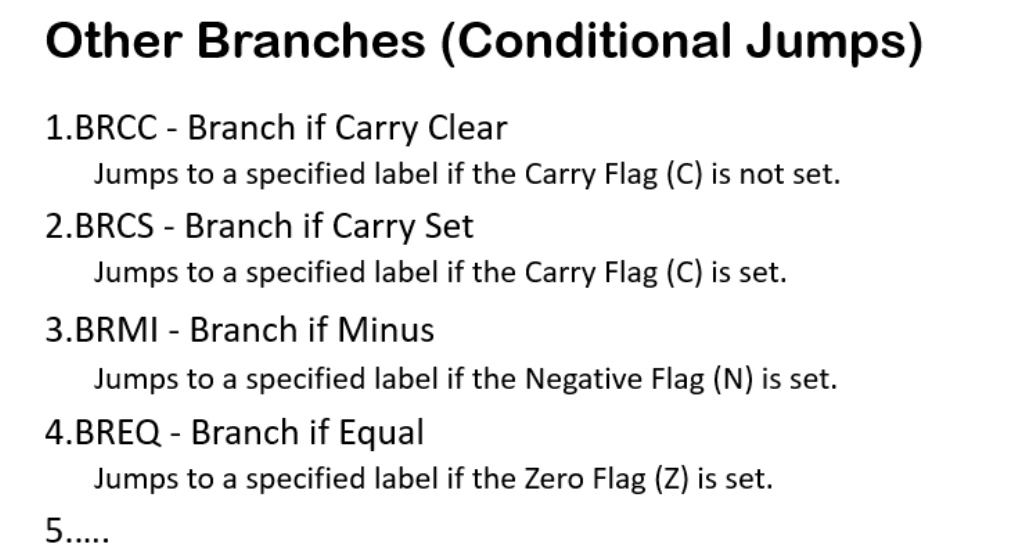 Other Branches (Conditional Jumps)
1.BRCC - Branch if Carry Clear
Jumps to a specified label if the Carry Flag (C) is not set.
2.BRCS - Branch if Carry Set
Jumps to a specified label if the Carry Flag (C) is set.
3.BRMI - Branch if Minus
Jumps to a specified label if the Negative Flag (N) is set.
4.BREQ - Branch if Equal
Jumps to a specified label if the Zero Flag (Z) is set.
5.....